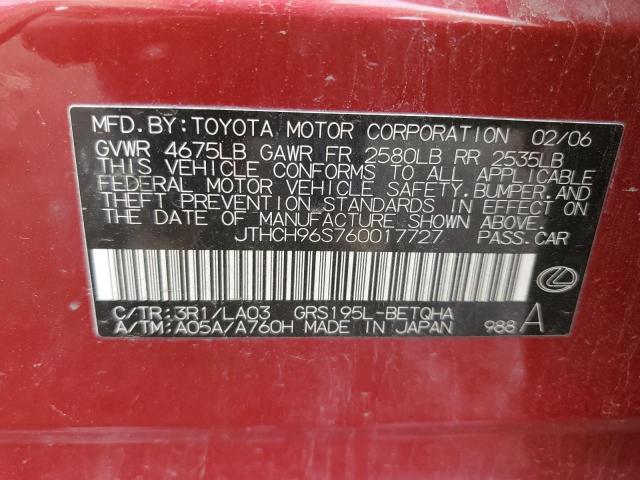 MFD. BY: TOYOTA MOTOR CORPORATION 02/06
GVWR 4675LB GAWR FR 2580LB RR 2535LB
THIS VEHICLE CONFORMS TO ALL APPLICABLE
FEDERAL MOTOR VEHICLE SAFETY, BUMPER, AND
THEFT PREVENTION STANDARDS IN EFFECT ON
THE DATE OF MANUFACTURE SHOWN ABOVE.
JTHCH96S760017727 PASS. CAR
C/TR: 3R1/LA03 GRS195L-BETQHA
A/TM: A05A/A760H MADE IN JAPAN 988 A